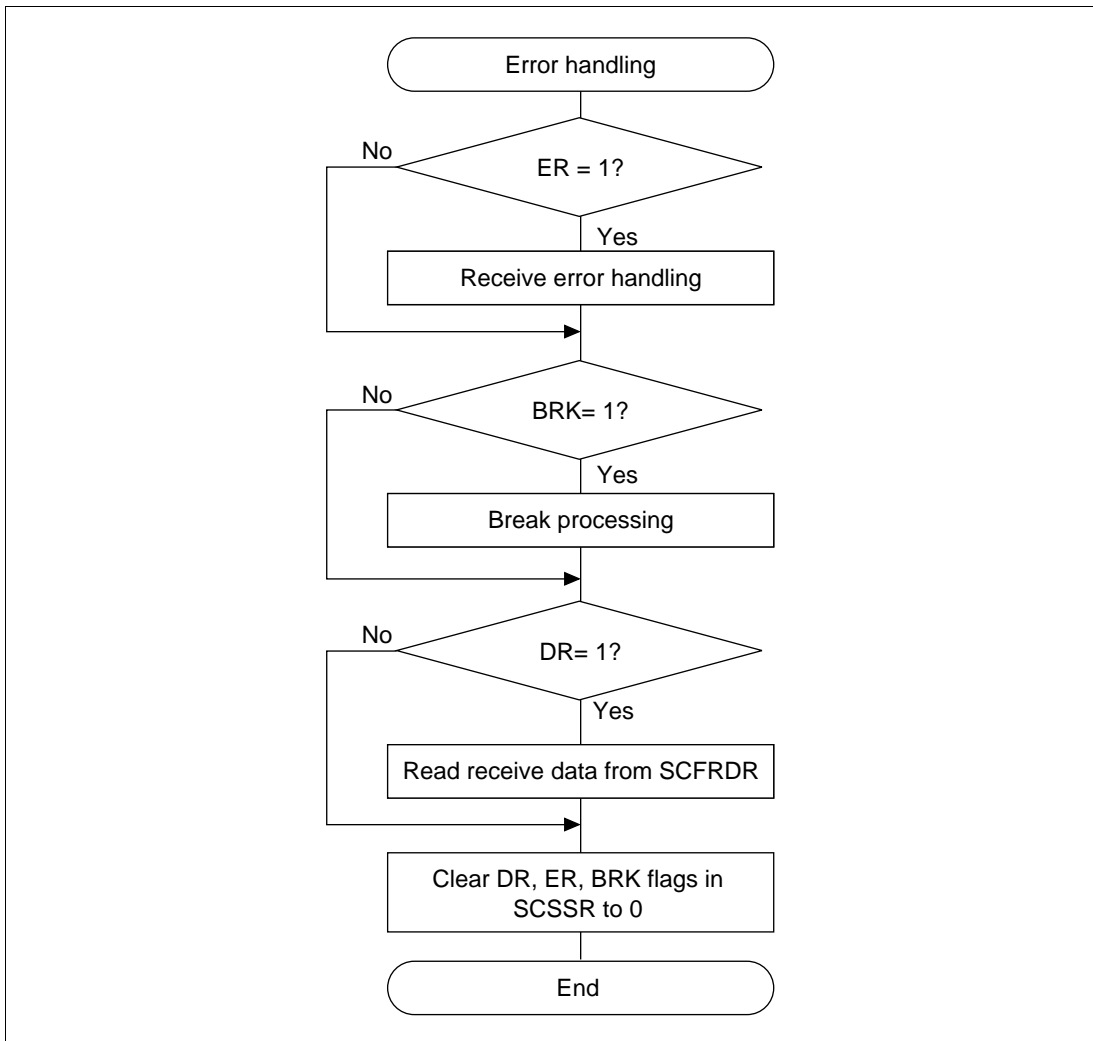 Error handling
No
ER = 1?
Yes
Receive error handling
No
BRK= 1?
Yes
Break processing
No
DR= 1?
Yes
Read receive data from SCFRDR
Clear DR, ER, BRK flags in
SCSSR to 0
End